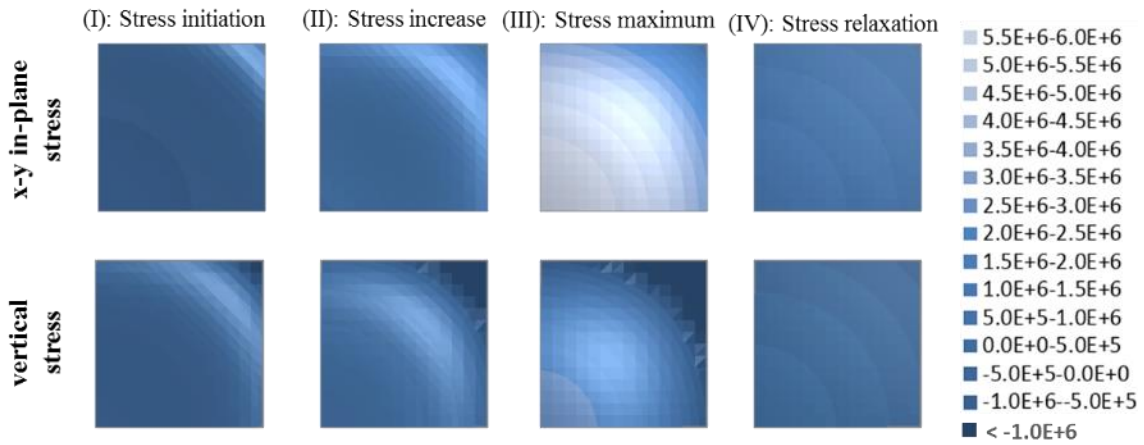 (I): Stress initiation
(II): Stress increase
(III): Stress maximum
(IV): Stress relaxation
x-y in-plane
stress
vertical
stress
5.5E+6-6.0E+6
5.0E+6-5.5E+6
4.5E+6-5.0E+6
4.0E+6-4.5E+6
3.5E+6-4.0E+6
3.0E+6-3.5E+6
2.5E+6-3.0E+6
2.0E+6-2.5E+6
1.5E+6-2.0E+6
1.0E+6-1.5E+6
5.0E+5-1.0E+6
0.0E+0-5.0E+5
-5.0E+5-0.0E+0
-1.0E+6--5.0E+5
< -1.0E+6